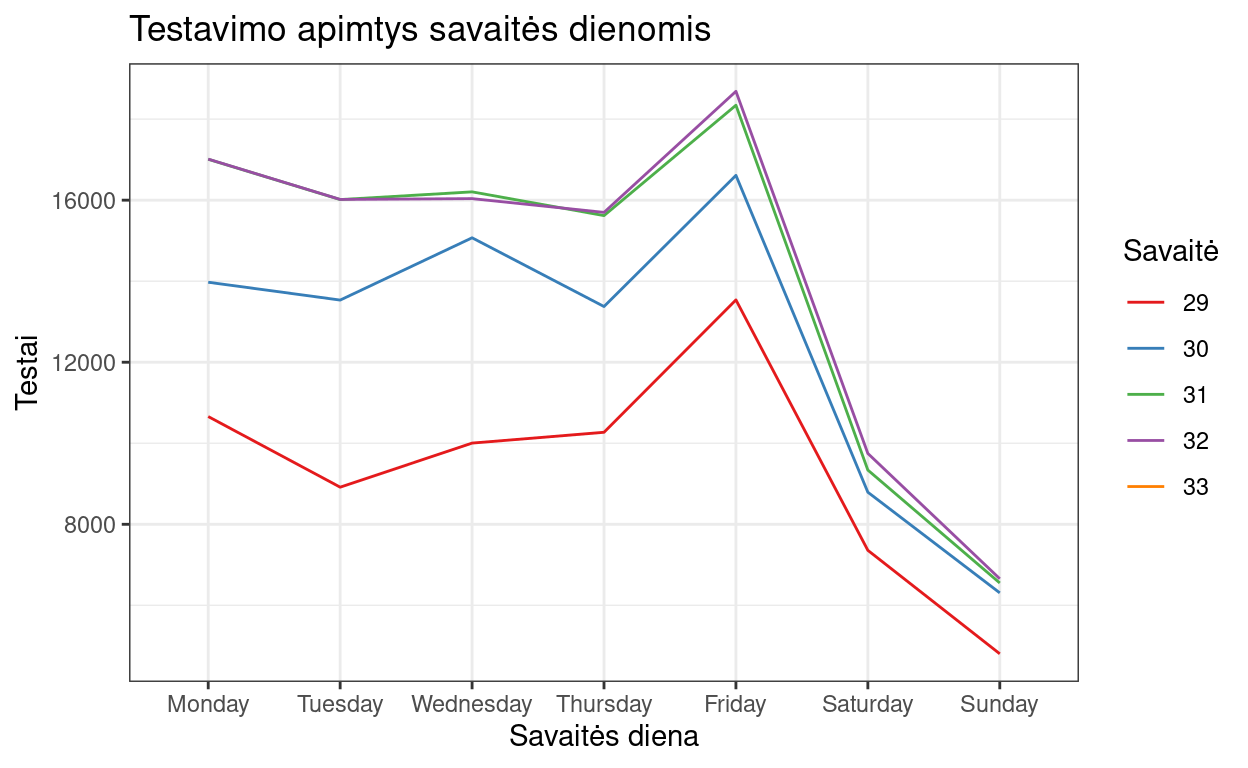 Testavimo apimtys savaitės dienomis
Testai
16000
12000
8000
Monday Tuesday Wednesday Thursday Friday Saturday Sunday
Savaitės diena
Savaitė
29
30
31
32
33